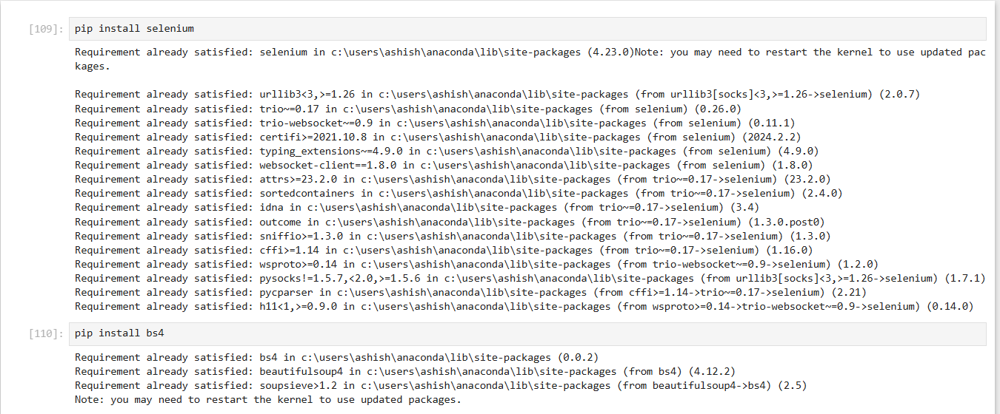 [109]: pip install selenium
Requirement already satisfied: selenium in c:\users\ashish\anaconda\lib\site-packages (4.23.0)Note: you may need to restart the kernel to use updated pac
kages.
Requirement already satisfied: urllib3<3,>=1.26 in c:\users\ashish\anaconda\lib\site-packages (from urllib3[socks]<3,>=1.26->selenium) (2.0.7)
Requirement already satisfied: trio~=0.17 in c:\users\ashish\anaconda\lib\site-packages (from selenium) (0.26.0)
Requirement already satisfied: trio-websocket~=0.9 in c:\users\ashish\anaconda\lib\site-packages (from selenium) (0.11.1)
Requirement already satisfied: certifi>=2021.10.8 in c:\users\ashish\anaconda\lib\site-packages (from selenium) (2024.2.2)
Requirement already satisfied: typing_extensions~=4.9.0 in c:\users\ashish\anaconda\lib\site-packages (from selenium) (4.9.0)
Requirement already satisfied: websocket-client==1.8.0 in c:\users\ashish\anaconda\lib\site-packages (from selenium) (1.8.0)
Requirement already satisfied: attrs>=23.2.0 in c:\users\ashish\anaconda\lib\site-packages (from trio~=0.17->selenium) (23.2.0)
Requirement already satisfied: sortedcontainers in c:\users\ashish\anaconda\lib\site-packages (from trio~=0.17->selenium) (2.4.0)
Requirement already satisfied: idna in c:\users\ashish\anaconda\lib\site-packages (from trio~=0.17->selenium) (3.4)
Requirement already satisfied: outcome in c:\users\ashish\anaconda\lib\site-packages (from trio~=0.17->selenium) (1.3.0.post0)
Requirement already satisfied: sniffio>=1.3.0 in c:\users\ashish\anaconda\lib\site-packages (from trio~=0.17->selenium) (1.3.0)
Requirement already satisfied: cffi>=1.14 in c:\users\ashish\anaconda\lib\site-packages (from trio~=0.17->selenium) (1.16.0)
Requirement already satisfied: wsproto>=0.14 in c:\users\ashish\anaconda\lib\site-packages (from trio-websocket~=0.9->selenium) (1.2.0)
Requirement already satisfied: pysocks!=1.5.7,<2.0,>=1.5.6 in c:\users\ashish\anaconda\lib\site-packages (from urllib3[socks]<3,>=1.26->selenium) (1.7.1)
Requirement already satisfied: pycparser in c:\users\ashish\anaconda\lib\site-packages (from cffi>=1.14->trio~=0.17->selenium) (2.21)
Requirement already satisfied: h11<1,>=0.9.0 in c:\users\ashish\anaconda\lib\site-packages (from wsproto>=0.14->trio-websocket~=0.9->selenium) (0.14.0)
[110]: pip install bs4
Requirement already satisfied: bs4 in c:\users\ashish\anaconda\lib\site-packages (0.0.2)
Requirement already satisfied: beautifulsoup4 in c:\users\ashish\anaconda\lib\site-packages (from bs4) (4.12.2)
Requirement already satisfied: soupsieve>1.2 in c:\users\ashish\anaconda\lib\site-packages (from beautifulsoup4->bs4) (2.5)
Note: you may need to restart the kernel to use updated packages.